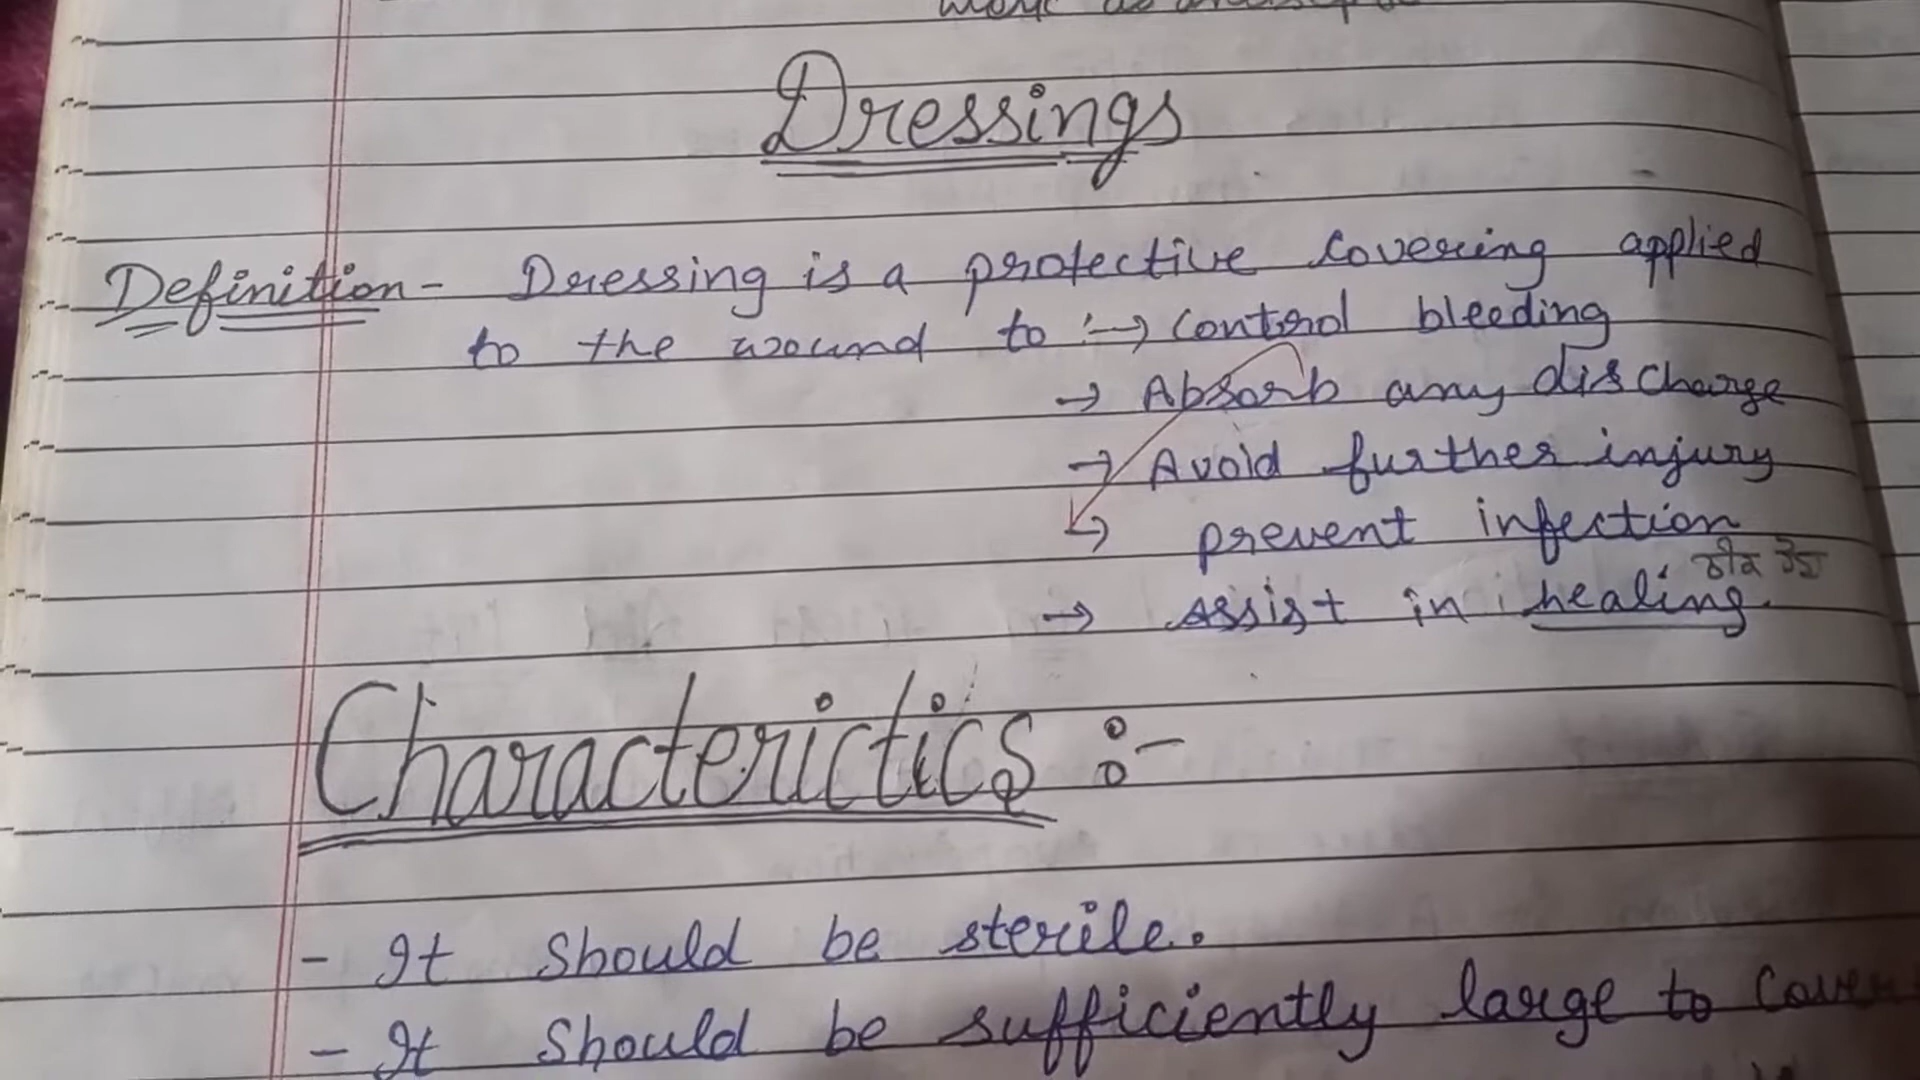 Dressings
Definition- Dressing is a protective covering applied
to the wound to :→ control bleeding
→ Absorb any discharge
→ Avoid further injury
→ prevent infection
→ Assist in healing.
Characterictics :-
- It should be sterile.
- It should be sufficiently large to cover